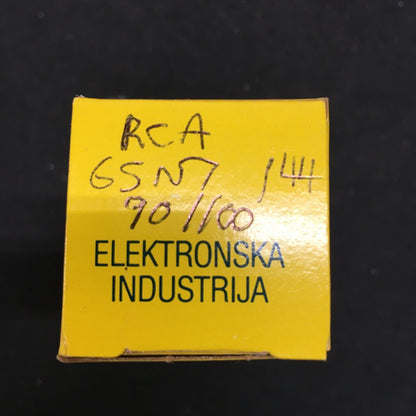 RCA
6SN7 144
90/100
ELEKTRONSKA
INDUSTRIJA